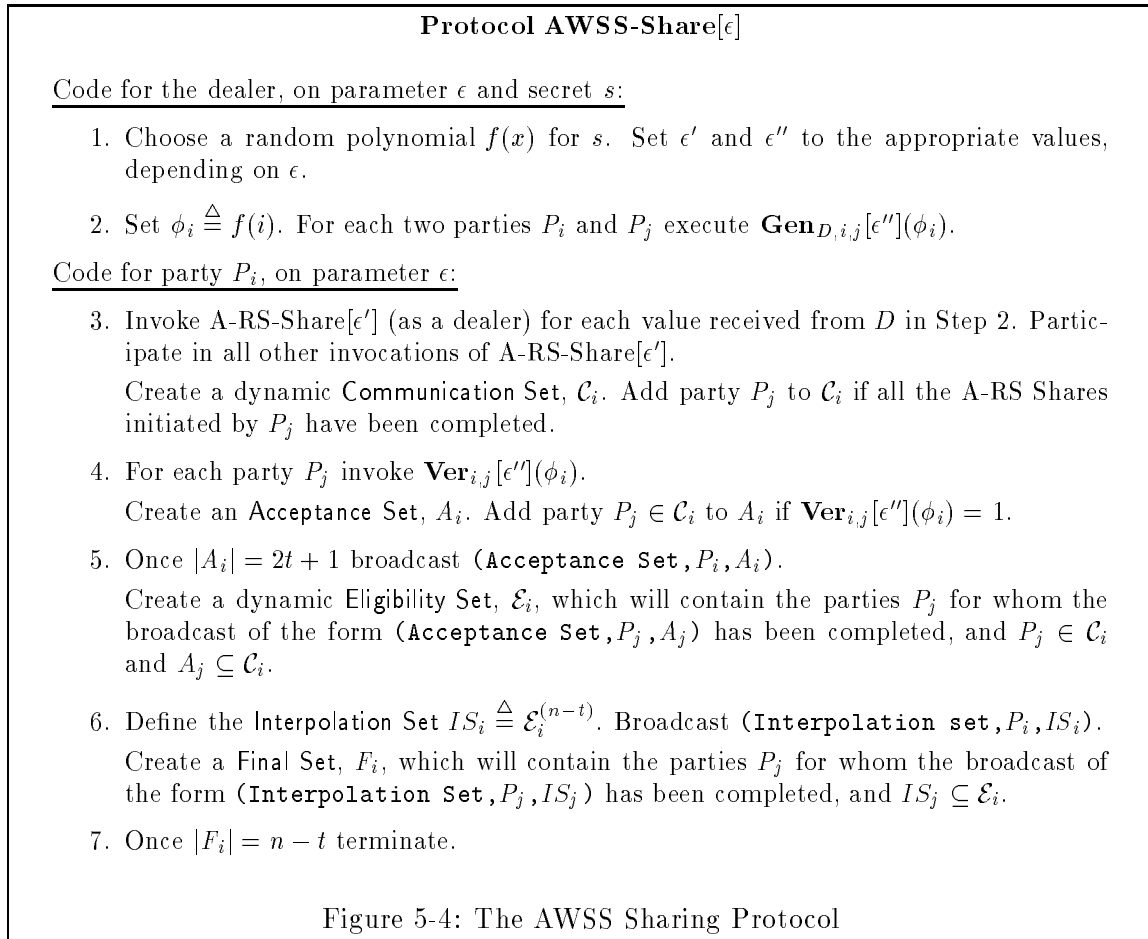 Protocol AWSS-Share[ϵ]
Code for the dealer, on parameter ϵ and secret s:
1. Choose a random polynomial f(x) for s. Set ϵ′ and ϵ″ to the appropriate values,
depending on ϵ.
2. Set ϕ_i ≜ f(i). For each two parties P_i and P_j execute Gen_{D,i,j}[ϵ″](ϕ_i).
Code for party P_i, on parameter ϵ:
3. Invoke A-RS-Share[ϵ′] (as a dealer) for each value received from D in Step 2. Partic-
ipate in all other invocations of A-RS-Share[ϵ′].
Create a dynamic Communication Set, 𝒞_i. Add party P_j to 𝒞_i if all the A-RS Shares
initiated by P_j have been completed.
4. For each party P_j invoke Ver_{i,j}[ϵ″](ϕ_i).
Create an Acceptance Set, A_i. Add party P_j ∈ 𝒞_i to A_i if Ver_{i,j}[ϵ″](ϕ_i) = 1.
5. Once |A_i| = 2t + 1 broadcast (Acceptance Set,P_i,A_i).
Create a dynamic Eligibility Set, ℰ_i, which will contain the parties P_j for whom the
broadcast of the form (Acceptance Set,P_j,A_j) has been completed, and P_j ∈ 𝒞_i
and A_j ⊆ 𝒞_i.
6. Define the Interpolation Set IS_i ≜ ℰ_i^{(n−t)}. Broadcast (Interpolation set,P_i,IS_i).
Create a Final Set, F_i, which will contain the parties P_j for whom the broadcast of
the form (Interpolation Set,P_j,IS_j) has been completed, and IS_j ⊆ ℰ_i.
7. Once |F_i| = n − t terminate.
Figure 5-4: The AWSS Sharing Protocol